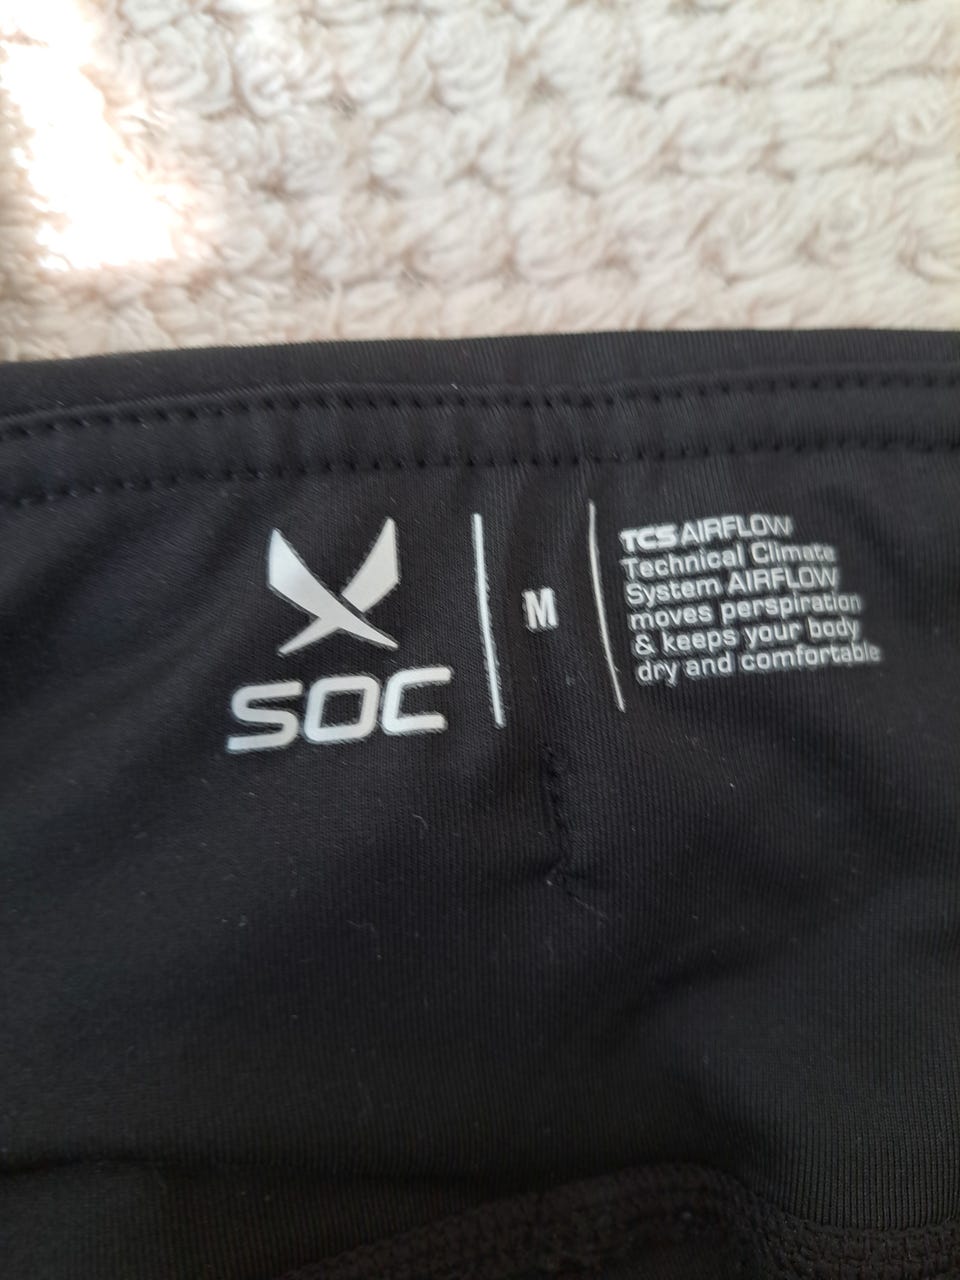 SOC
M
TCS AIRFLOW
Technical Climate
System AIRFLOW
moves perspiration
& keeps your body
dry and comfortable